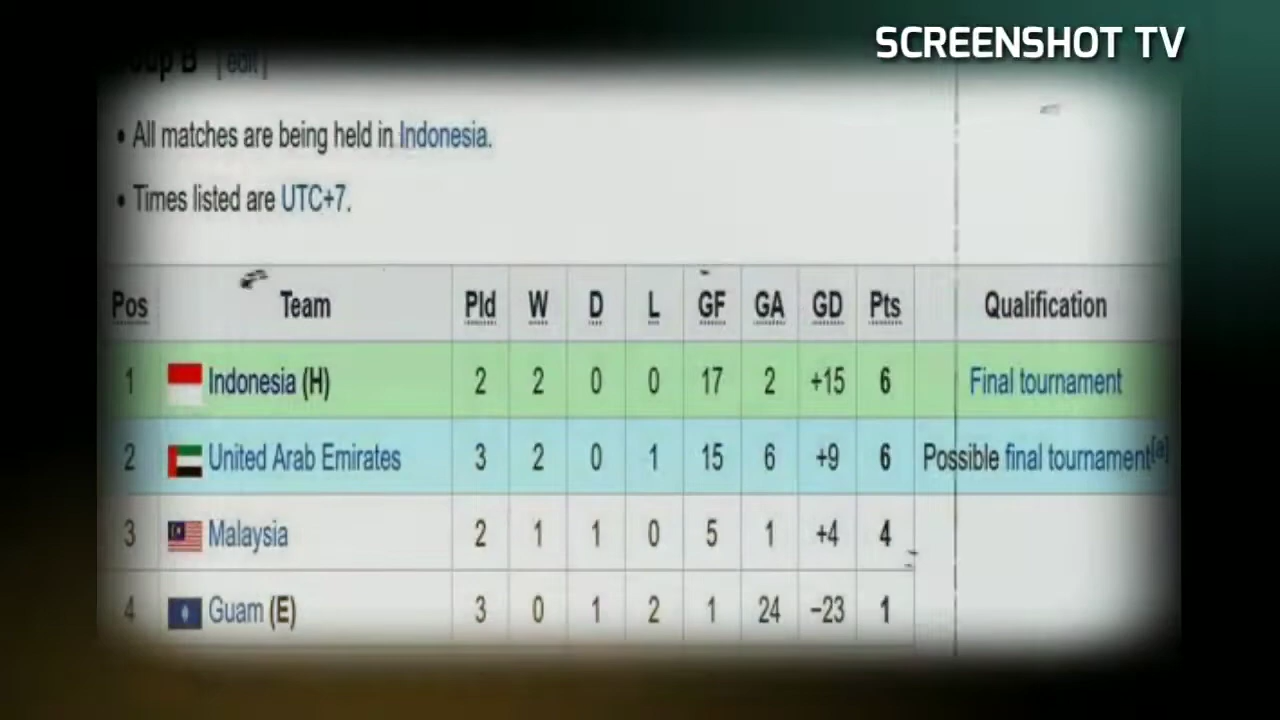 SCREENSHOT TV
Group B [edit]
• All matches are being held in Indonesia.
• Times listed are UTC+7.
Pos Team Pld W D L GF GA GD Pts Qualification
1 Indonesia (H) 2 2 0 0 17 2 +15 6 Final tournament
2 United Arab Emirates 3 2 0 1 15 6 +9 6 Possible final tournament[a]
3 Malaysia 2 1 1 0 5 1 +4 4
4 Guam (E) 3 0 1 2 1 24 −23 1